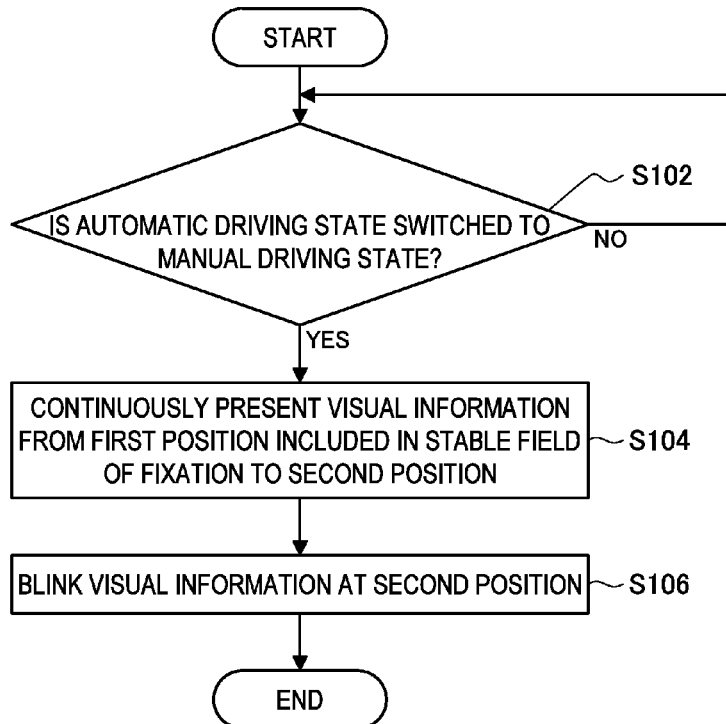 START
S102
IS AUTOMATIC DRIVING STATE SWITCHED TO
MANUAL DRIVING STATE?
NO
YES
CONTINUOUSLY PRESENT VISUAL INFORMATION
FROM FIRST POSITION INCLUDED IN STABLE FIELD
OF FIXATION TO SECOND POSITION
S104
BLINK VISUAL INFORMATION AT SECOND POSITION
S106
END